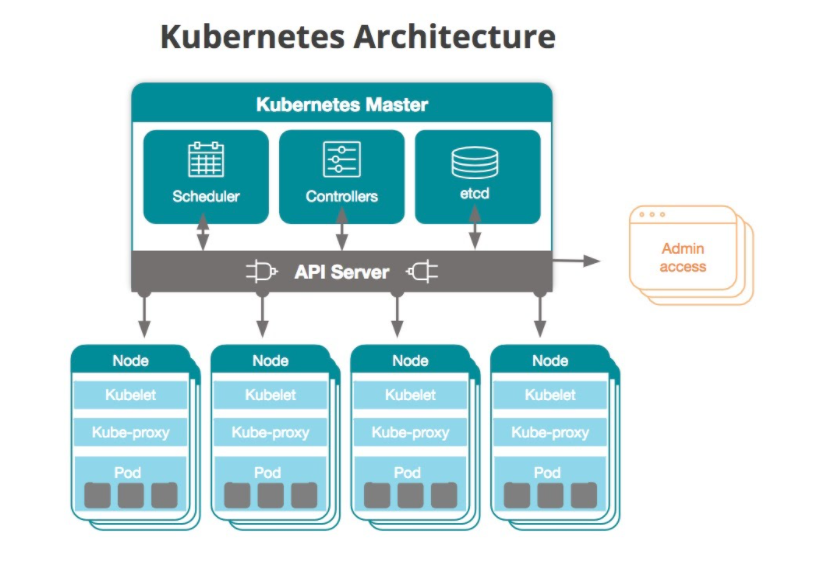 Kubernetes Architecture
Kubernetes Master
Scheduler
Controllers
etcd
API Server
Admin
access
Node
Kubelet
Kube-proxy
Pod
Node
Kubelet
Kube-proxy
Pod
Node
Kubelet
Kube-proxy
Pod
Node
Kubelet
Kube-proxy
Pod